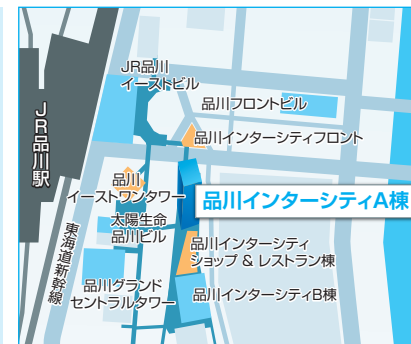 JR品川
イーストビル
品川フロントビル
JR品川駅
品川インターシティフロント
品川
イーストワンタワー
品川インターシティA棟
太陽生命
品川ビル
東海道新幹線
品川インターシティ
ショップ & レストラン棟
品川グランド
セントラルタワー
品川インターシティB棟